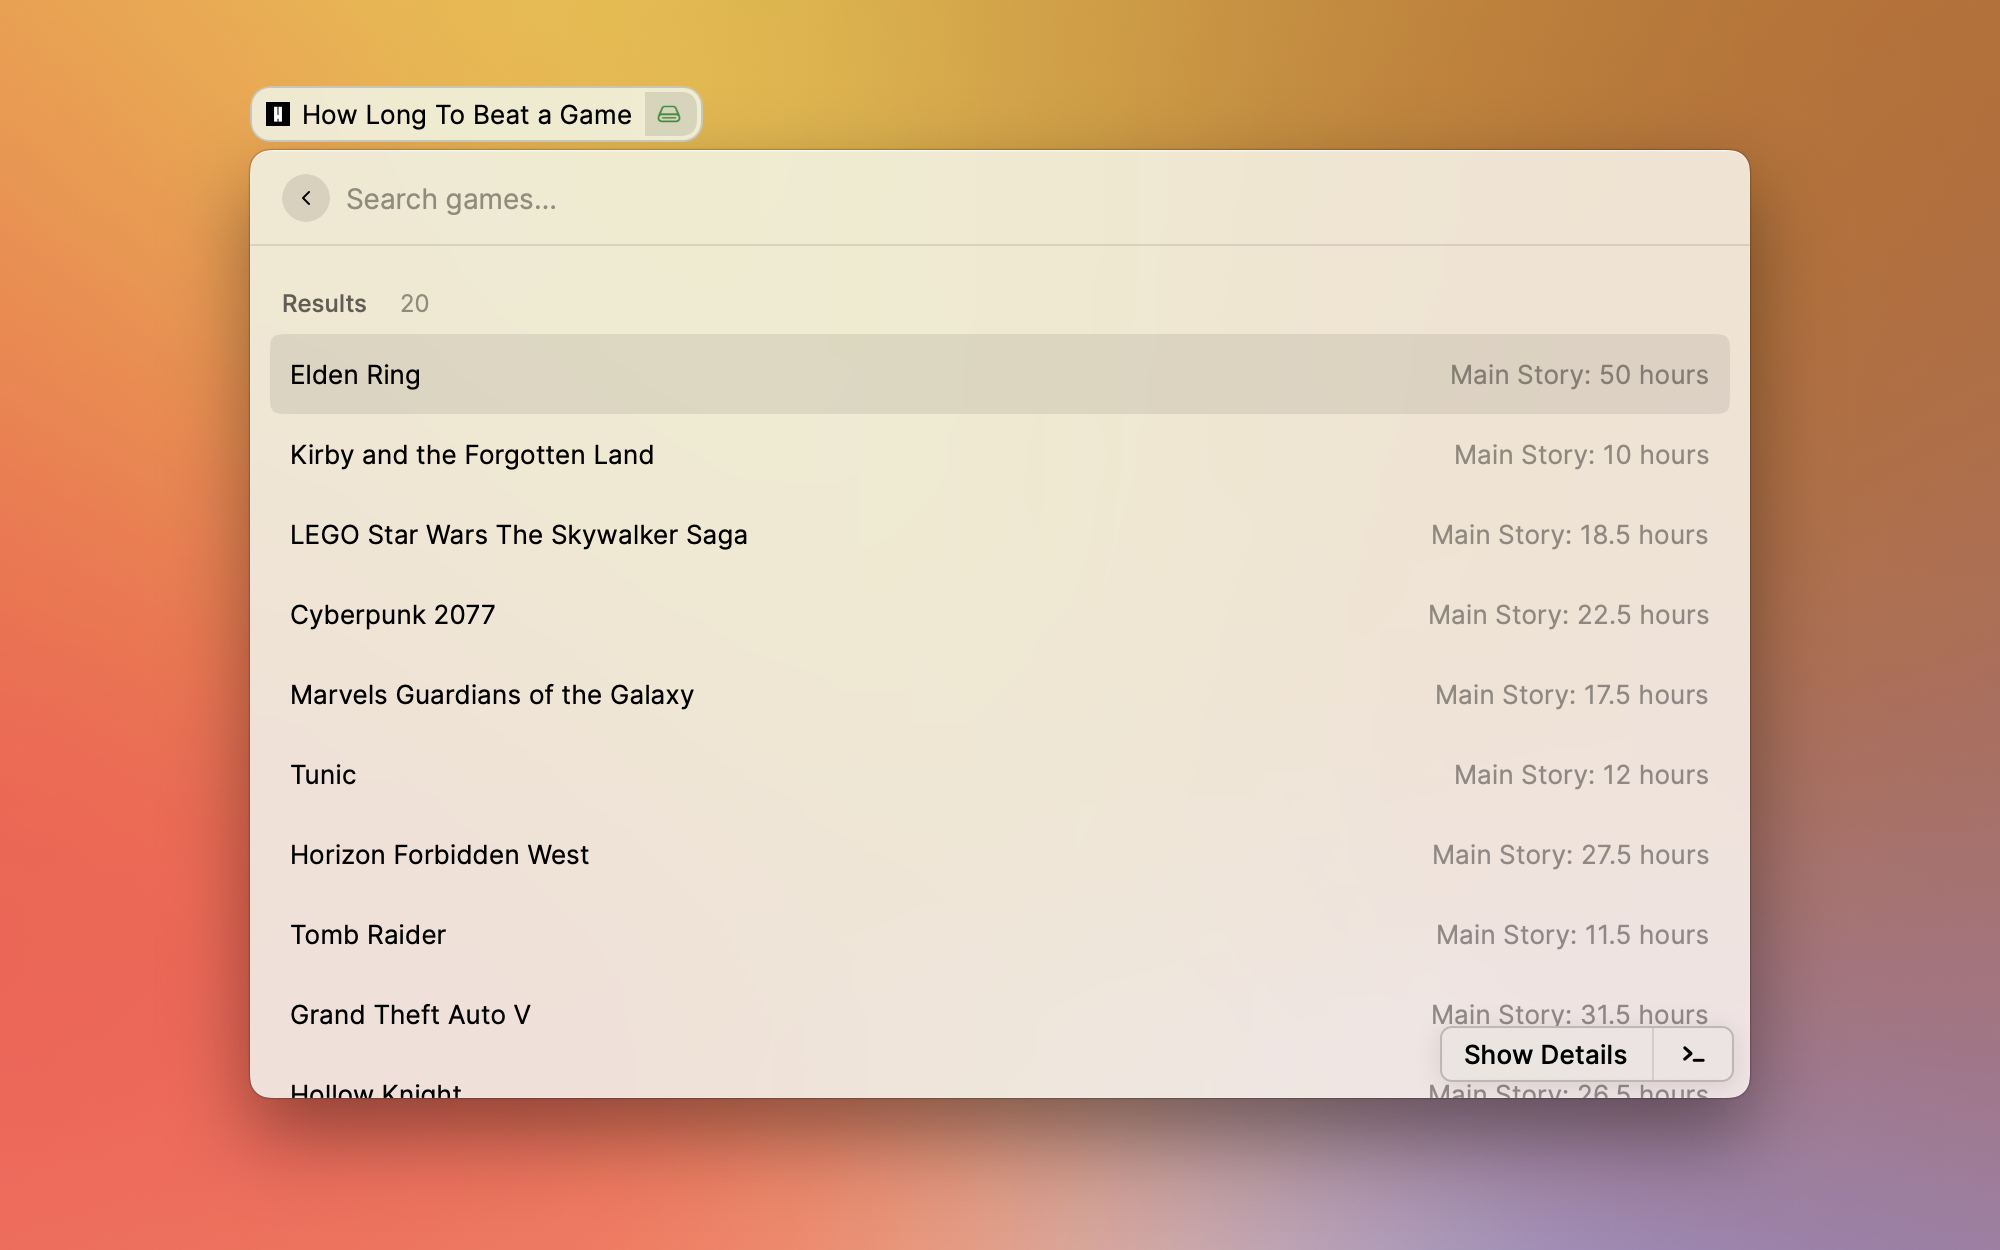 How Long To Beat a Game
Search games...
Results 20
Elden Ring Main Story: 50 hours
Kirby and the Forgotten Land Main Story: 10 hours
LEGO Star Wars The Skywalker Saga Main Story: 18.5 hours
Cyberpunk 2077 Main Story: 22.5 hours
Marvels Guardians of the Galaxy Main Story: 17.5 hours
Tunic Main Story: 12 hours
Horizon Forbidden West Main Story: 27.5 hours
Tomb Raider Main Story: 11.5 hours
Grand Theft Auto V Main Story: 31.5 hours
Show Details >_
Hollow Knight Main Story: 26.5 hours